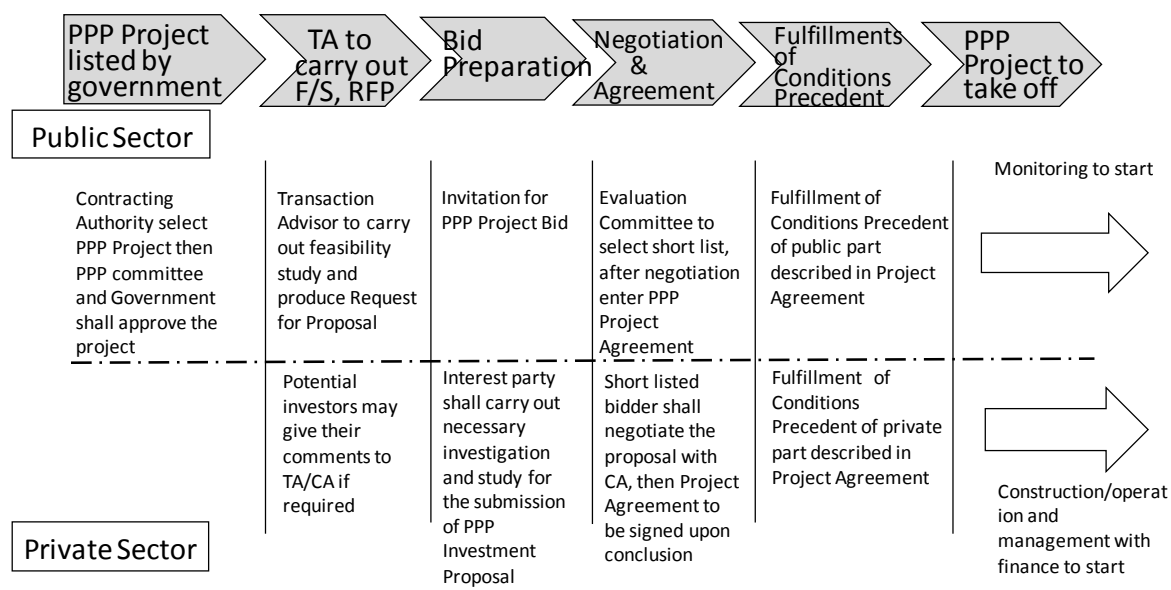 PPP Project
listed by
government
TA to
carry out
F/S, RFP
Bid
Preparation
Negotiation
&
Agreement
Fulfillments
of
Conditions
Precedent
PPP
Project to
take off
Public Sector
Contracting
Authority select
PPP Project then
PPP committee
and Government
shall approve the
project
Transaction
Advisor to carry
out feasibility
study and
produce Request
for Proposal
Invitation for
PPP Project Bid
Evaluation
Committee to
select short list,
after negotiation
enter PPP
Project
Agreement
Fulfillment of
Conditions Precedent
of public part
described in Project
Agreement
Monitoring to start
Potential
investors may
give their
comments to
TA/CA if
required
Interest party
shall carry out
necessary
investigation
and study for
the submission
of PPP
Investment
Proposal
Short listed
bidder shall
negotiate the
proposal with
CA, then Project
Agreement to
be signed upon
conclusion
Fulfillment of
Conditions
Precedent of private
part described in
Project Agreement
Construction/operat
ion and
management with
finance to start
Private Sector